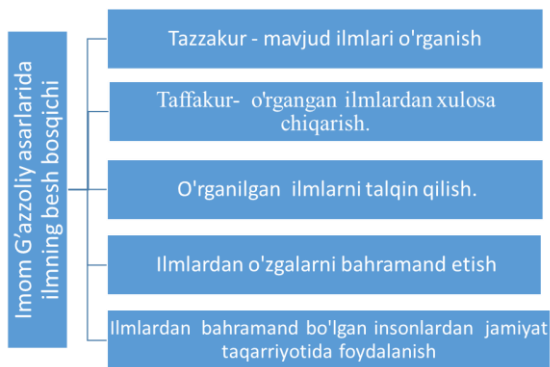 Imom G’azzoliy asarlarida
ilmning besh bosqichi
Tazzakur - mavjud ilmlari o'rganish
Taffakur- o'rgangan ilmlardan xulosa
chiqarish.
O'rganilgan ilmlarni talqin qilish.
Ilmlardan o'zgalarni bahramand etish
Ilmlardan bahramand bo'lgan insonlardan jamiyat
taqarriyotida foydalanish